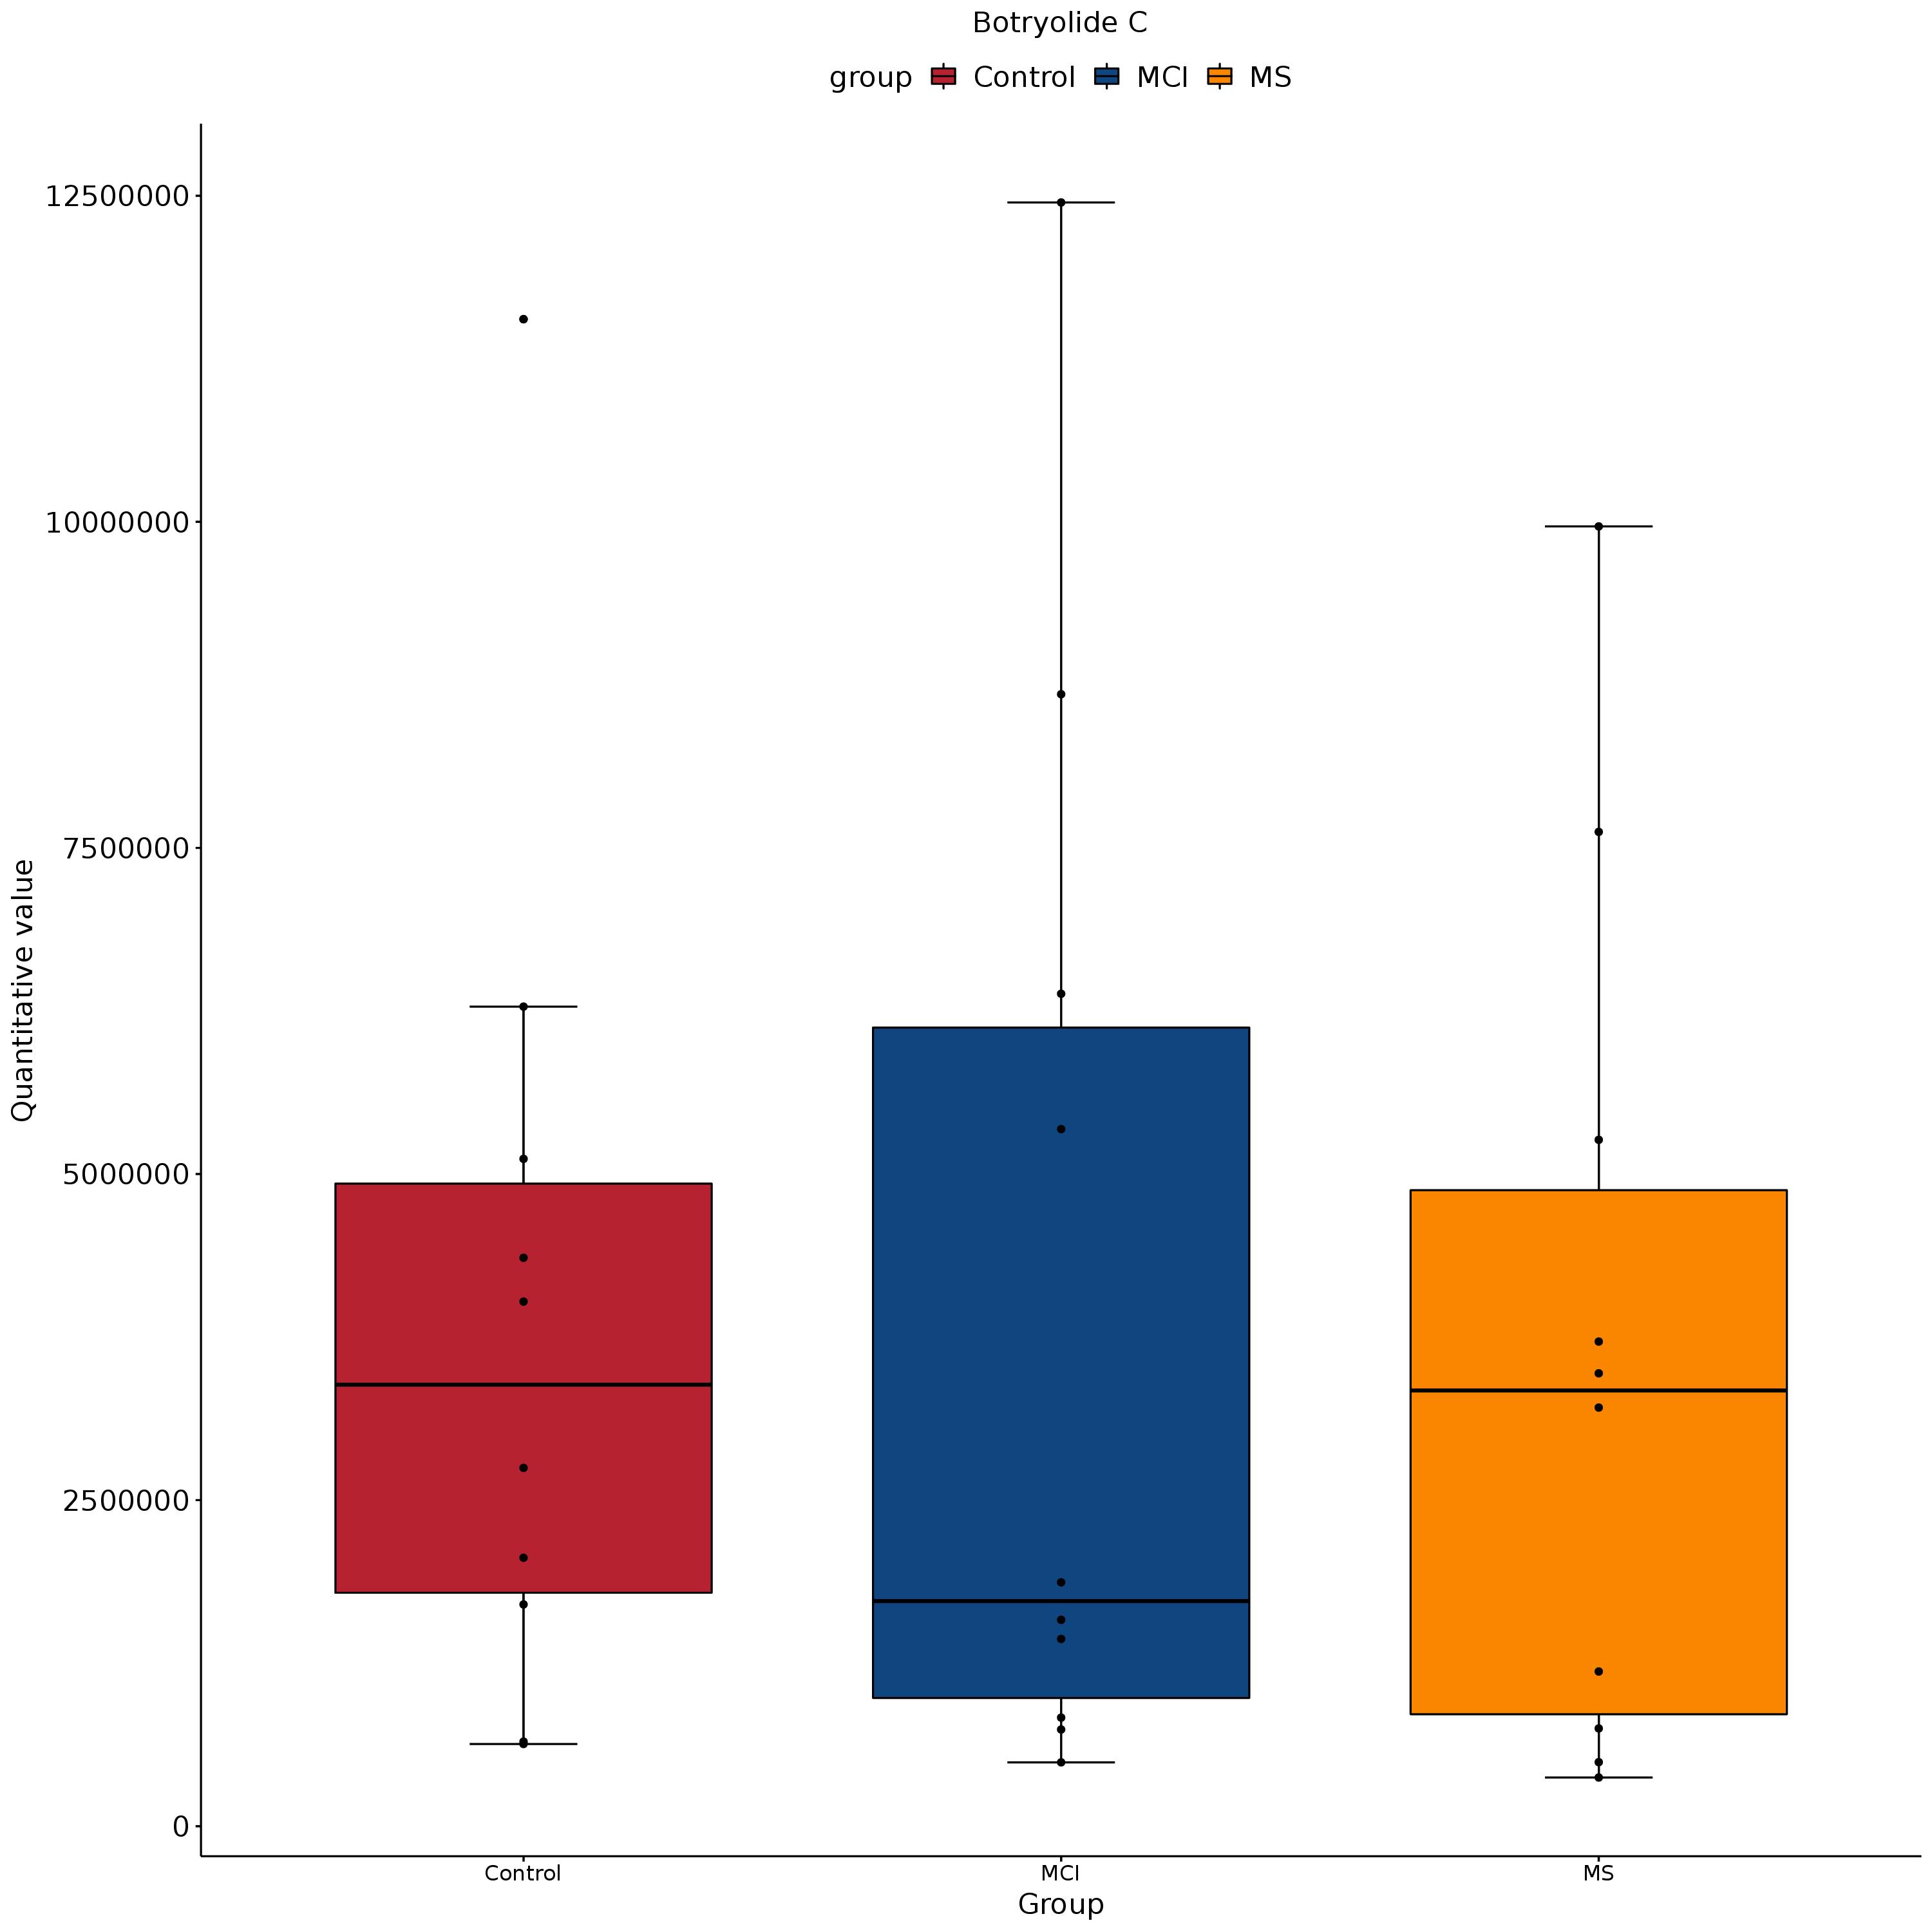 Botryolide C
group Control MCI MS
12500000
10000000
7500000
5000000
2500000
0
Quantitative value
Control MCI MS
Group